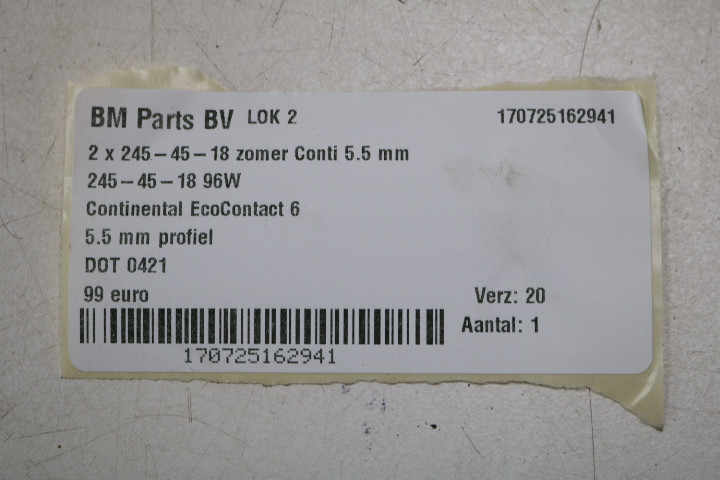 BM Parts BV LOK 2 170725162941
2 x 245-45-18 zomer Conti 5.5 mm
245-45-18 96W
Continental EcoContact 6
5.5 mm profiel
DOT 0421
99 euro Verz: 20
Aantal: 1
170725162941